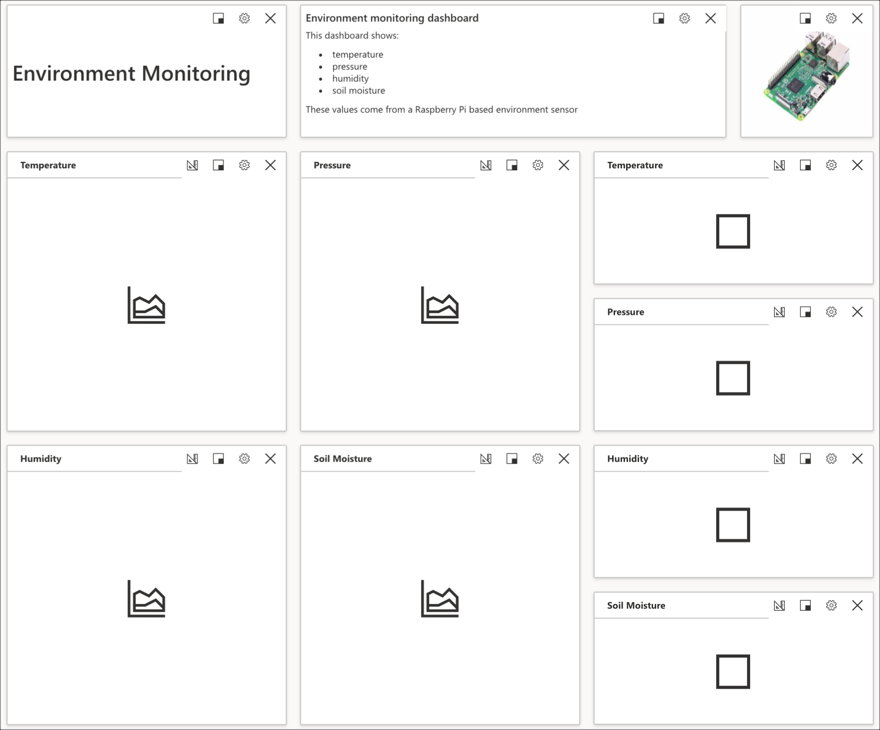 Environment Monitoring
Environment monitoring dashboard
This dashboard shows:
• temperature
• pressure
• humidity
• soil moisture
These values come from a Raspberry Pi based environment sensor
Temperature
Pressure
Temperature
Pressure
Humidity
Soil Moisture
Humidity
Soil Moisture